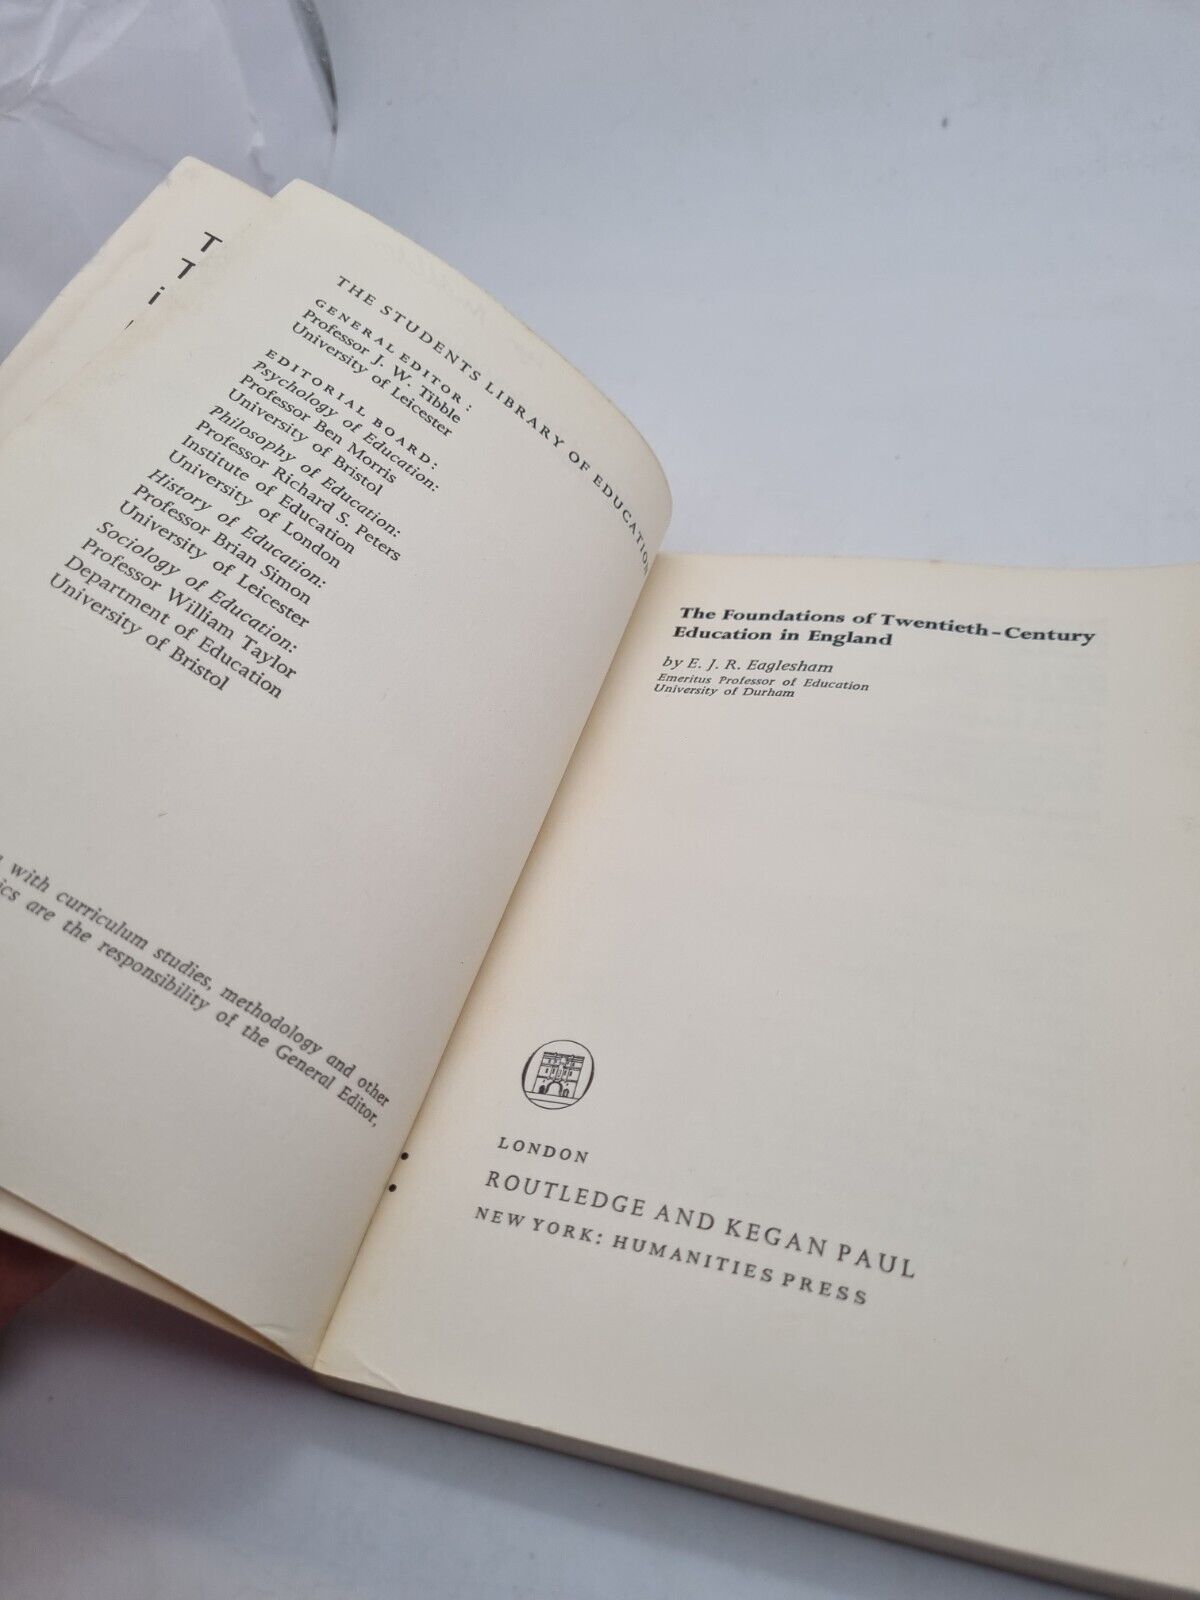 T
T
i
THE STUDENTS LIBRARY OF EDUCATION
GENERAL EDITOR:
Professor J. W. Tibble
University of Leicester
EDITORIAL BOARD:
Psychology of Education:
Professor Ben Morris
University of Bristol
Philosophy of Education:
Professor Richard S. Peters
Institute of Education
University of London
History of Education:
Professor Brian Simon
University of Leicester
Sociology of Education:
Professor William Taylor
Department of Education
University of Bristol
with curriculum studies, methodology and other
are the responsibility of the General Editor,
The Foundations of Twentieth-Century
Education in England
by E. J. R. Eaglesham
Emeritus Professor of Education
University of Durham
LONDON
ROUTLEDGE AND KEGAN PAUL
NEW YORK: HUMANITIES PRESS